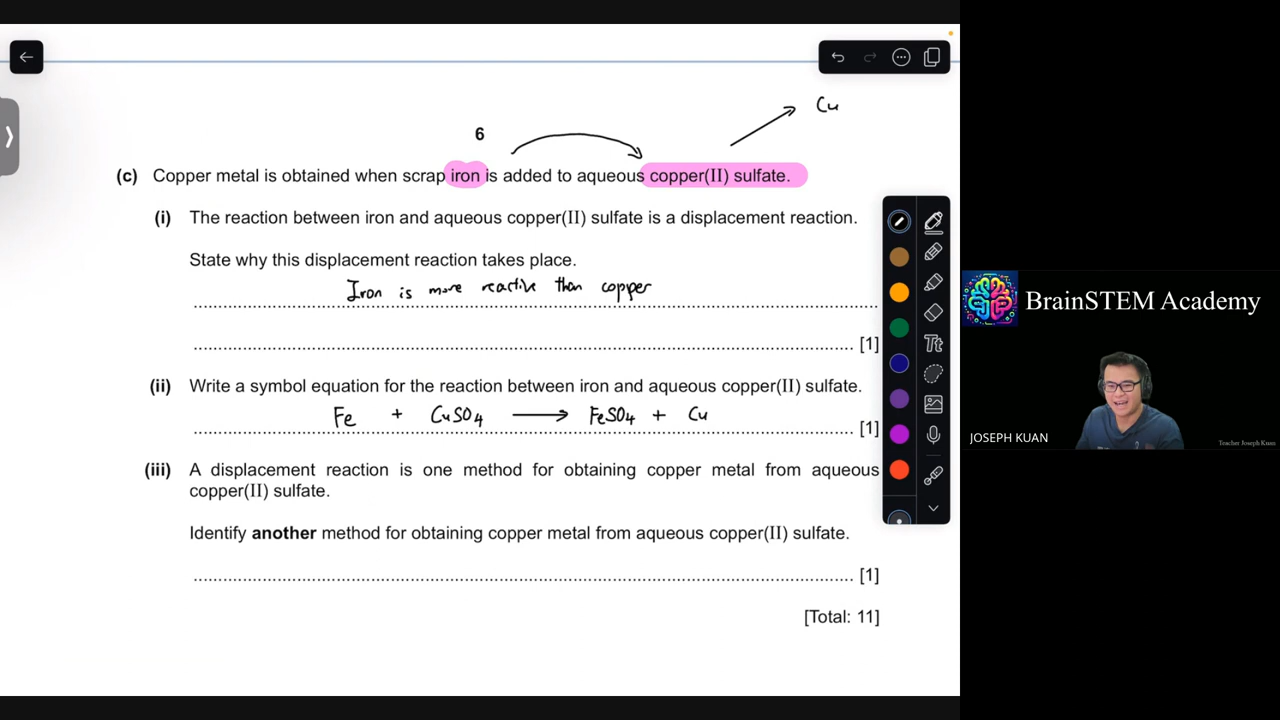 Cu
6
(c) Copper metal is obtained when scrap iron is added to aqueous copper(II) sulfate.
(i) The reaction between iron and aqueous copper(II) sulfate is a displacement reaction.
State why this displacement reaction takes place.
Iron is more reactive than copper
[1]
(ii) Write a symbol equation for the reaction between iron and aqueous copper(II) sulfate.
Fe + CuSO4 → FeSO4 + Cu
[1]
(iii) A displacement reaction is one method for obtaining copper metal from aqueous
copper(II) sulfate.
Identify another method for obtaining copper metal from aqueous copper(II) sulfate.
[1]
[Total: 11]
Tt
BrainSTEM Academy
JOSEPH KUAN
Teacher Joseph Kuan